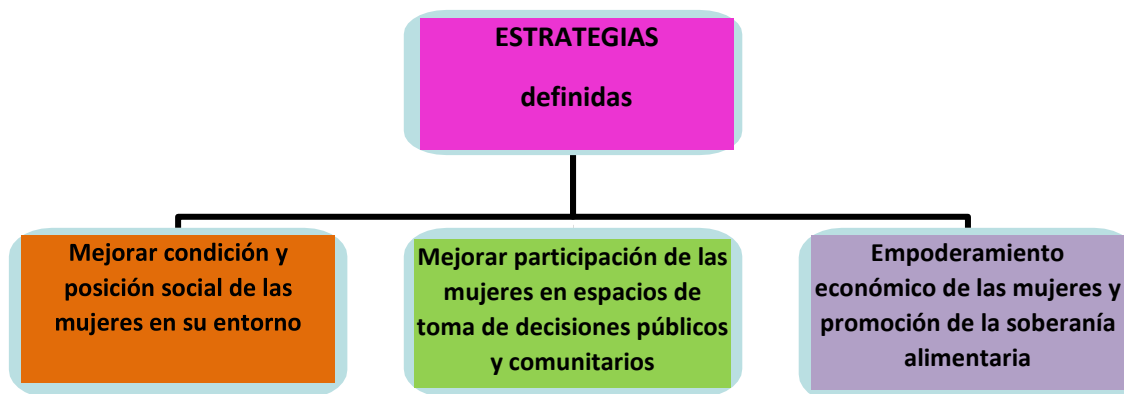 ESTRATEGIAS
definidas
Mejorar condición y
posición social de las
mujeres en su entorno
Mejorar participación de las
mujeres en espacios de
toma de decisiones públicos
y comunitarios
Empoderamiento
económico de las mujeres y
promoción de la soberanía
alimentaria